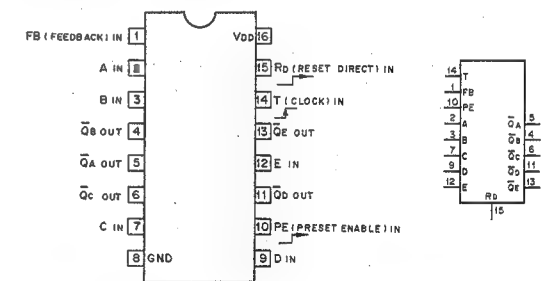 FB (FEEDBACK) IN 1
16 VDD
A IN
15 RD (RESET DIRECT) IN
B IN 3
14 T (CLOCK) IN
Q̅B OUT 4
13 Q̅E OUT
Q̅A OUT 5
12 E IN
Q̅C OUT 6
11 Q̅D OUT
C IN 7
10 PE (PRESET ENABLE) IN
8 GND
9 D IN
14 T
1 FB
10 PE
2 A
Q̅A 5
3 B
Q̅B 4
7 C
Q̅C 6
9 D
Q̅D 11
12 E
Q̅E 13
RD
15